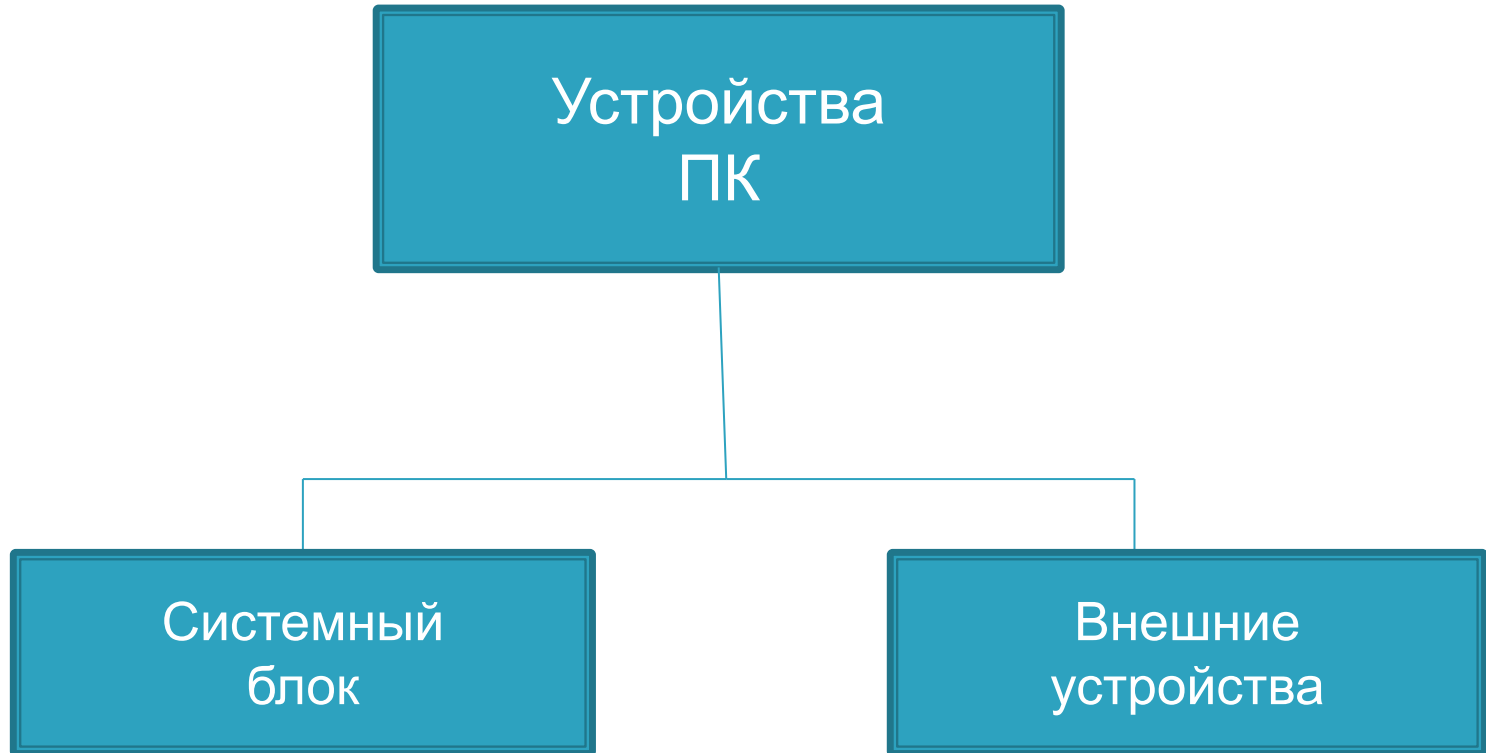 Устройства
ПК
Системный
блок
Внешние
устройства